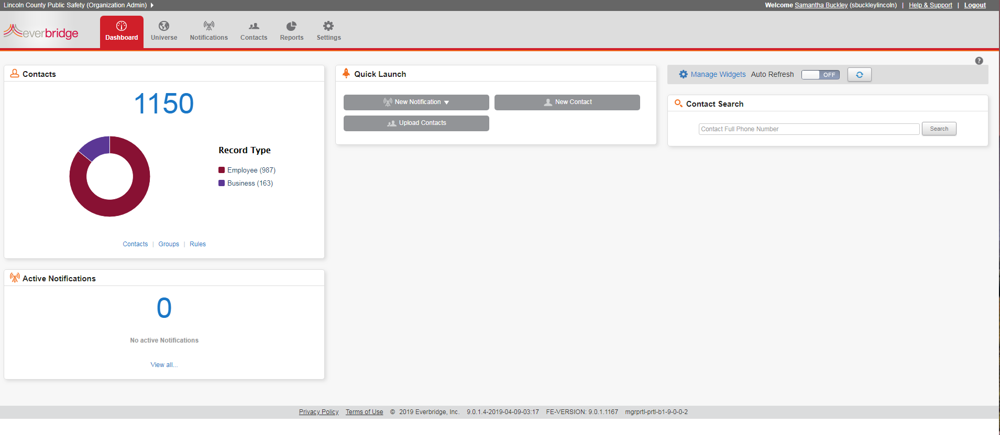 Lincoln County Public Safety (Organization Admin)
Welcome Samantha Buckley (sbuckleylincoln) | Help & Support | Logout
everbridge
Dashboard
Universe
Notifications
Contacts
Reports
Settings
?
Contacts
1150
Record Type
Employee (987)
Business (163)
Contacts | Groups | Rules
Active Notifications
0
No active Notifications
View all...
Quick Launch
New Notification
New Contact
Upload Contacts
Manage Widgets Auto Refresh OFF
Contact Search
Contact Full Phone Number
Search
Privacy Policy Terms of Use © 2019 Everbridge, Inc. 9.0.1.4-2019-04-09-03:17 FE-VERSION: 9.0.1.1167 mgrprtl-prtl-b1-9-0-0-2